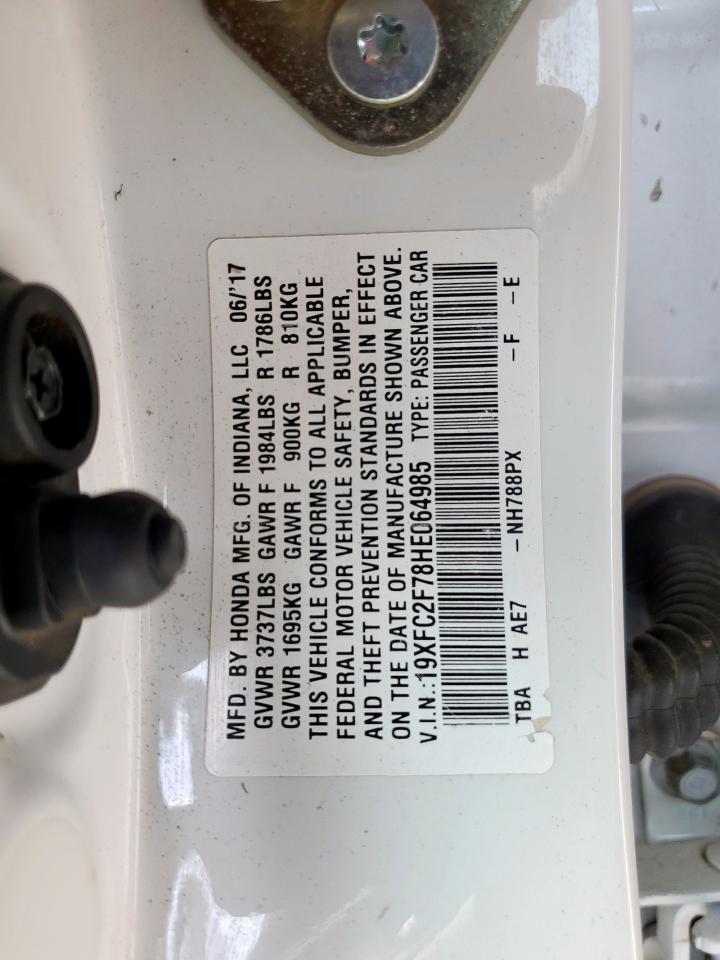 MFD. BY HONDA MFG. OF INDIANA, LLC 06/'17
GVWR 3737LBS GAWR F 1984LBS R 1786LBS
GVWR 1695KG GAWR F 900KG R 810KG
THIS VEHICLE CONFORMS TO ALL APPLICABLE
FEDERAL MOTOR VEHICLE SAFETY, BUMPER,
AND THEFT PREVENTION STANDARDS IN EFFECT
ON THE DATE OF MANUFACTURE SHOWN ABOVE.
V.I.N.:19XFC2F78HE064985 TYPE: PASSENGER CAR
TBA H AE7 -NH788PX -F -E